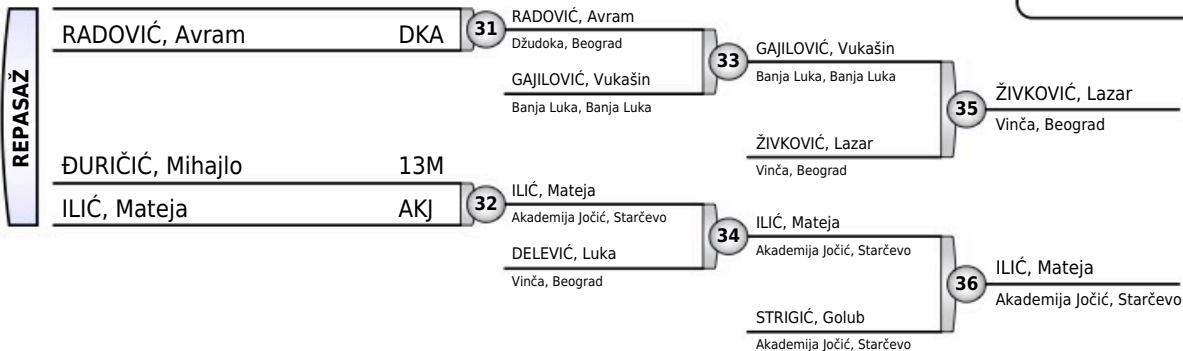 REPASAŽ
RADOVIĆ, Avram DKA
ĐURIČIĆ, Mihajlo 13M
ILIĆ, Mateja AKJ
31
32
RADOVIĆ, Avram
Džudoka, Beograd
GAJILOVIĆ, Vukašin
Banja Luka, Banja Luka
ILIĆ, Mateja
Akademija Jočić, Starčevo
DELEVIĆ, Luka
Vinča, Beograd
33
34
GAJILOVIĆ, Vukašin
Banja Luka, Banja Luka
ŽIVKOVIĆ, Lazar
Vinča, Beograd
ILIĆ, Mateja
Akademija Jočić, Starčevo
STRIGIĆ, Golub
Akademija Jočić, Starčevo
35
36
ŽIVKOVIĆ, Lazar
Vinča, Beograd
ILIĆ, Mateja
Akademija Jočić, Starčevo